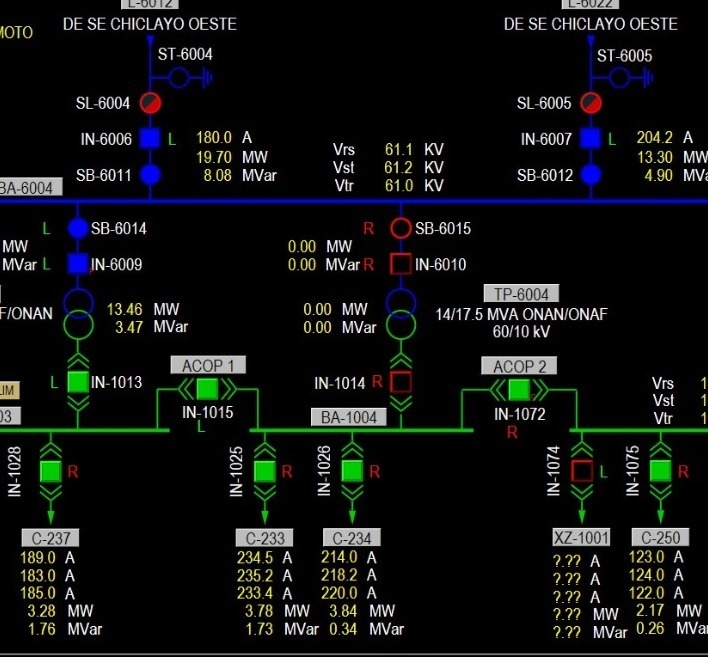 L-6012
L-6022
DE SE CHICLAYO OESTE
DE SE CHICLAYO OESTE
MOTO
ST-6004
ST-6005
SL-6004
SL-6005
IN-6006 L 180.0 A
19.70 MW
SB-6011 8.08 MVar
Vrs 61.1 KV
Vst 61.2 KV
Vtr 61.0 KV
IN-6007 L 204.2 A
13.30 MW
SB-6012 4.90 MVar
BA-6004
L SB-6014
MW
MVar L IN-6009
R SB-6015
0.00 MW
0.00 MVar R IN-6010
F/ONAN
13.46 MW
3.47 MVar
0.00 MW
0.00 MVar
TP-6004
14/17.5 MVA ONAN/ONAF
60/10 kV
L IN-1013
ACOP 1
IN-1015
L
IN-1014 R
ACOP 2
IN-1072
R
LIM
03
BA-1004
Vrs 1
Vst 1
Vtr 1
IN-1028 R
IN-1025 R
IN-1026 R
IN-1074 L
IN-1075 R
C-237
189.0 A
183.0 A
185.0 A
3.28 MW
1.76 MVar
C-233
234.5 A
235.2 A
233.4 A
3.78 MW
1.73 MVar
C-234
214.0 A
218.2 A
220.0 A
3.84 MW
0.34 MVar
XZ-1001
?.?? A
?.?? A
?.?? A
?.?? MW
?.?? MVar
C-250
123.0 A
124.0 A
122.0 A
2.17 MW
0.26 MVar